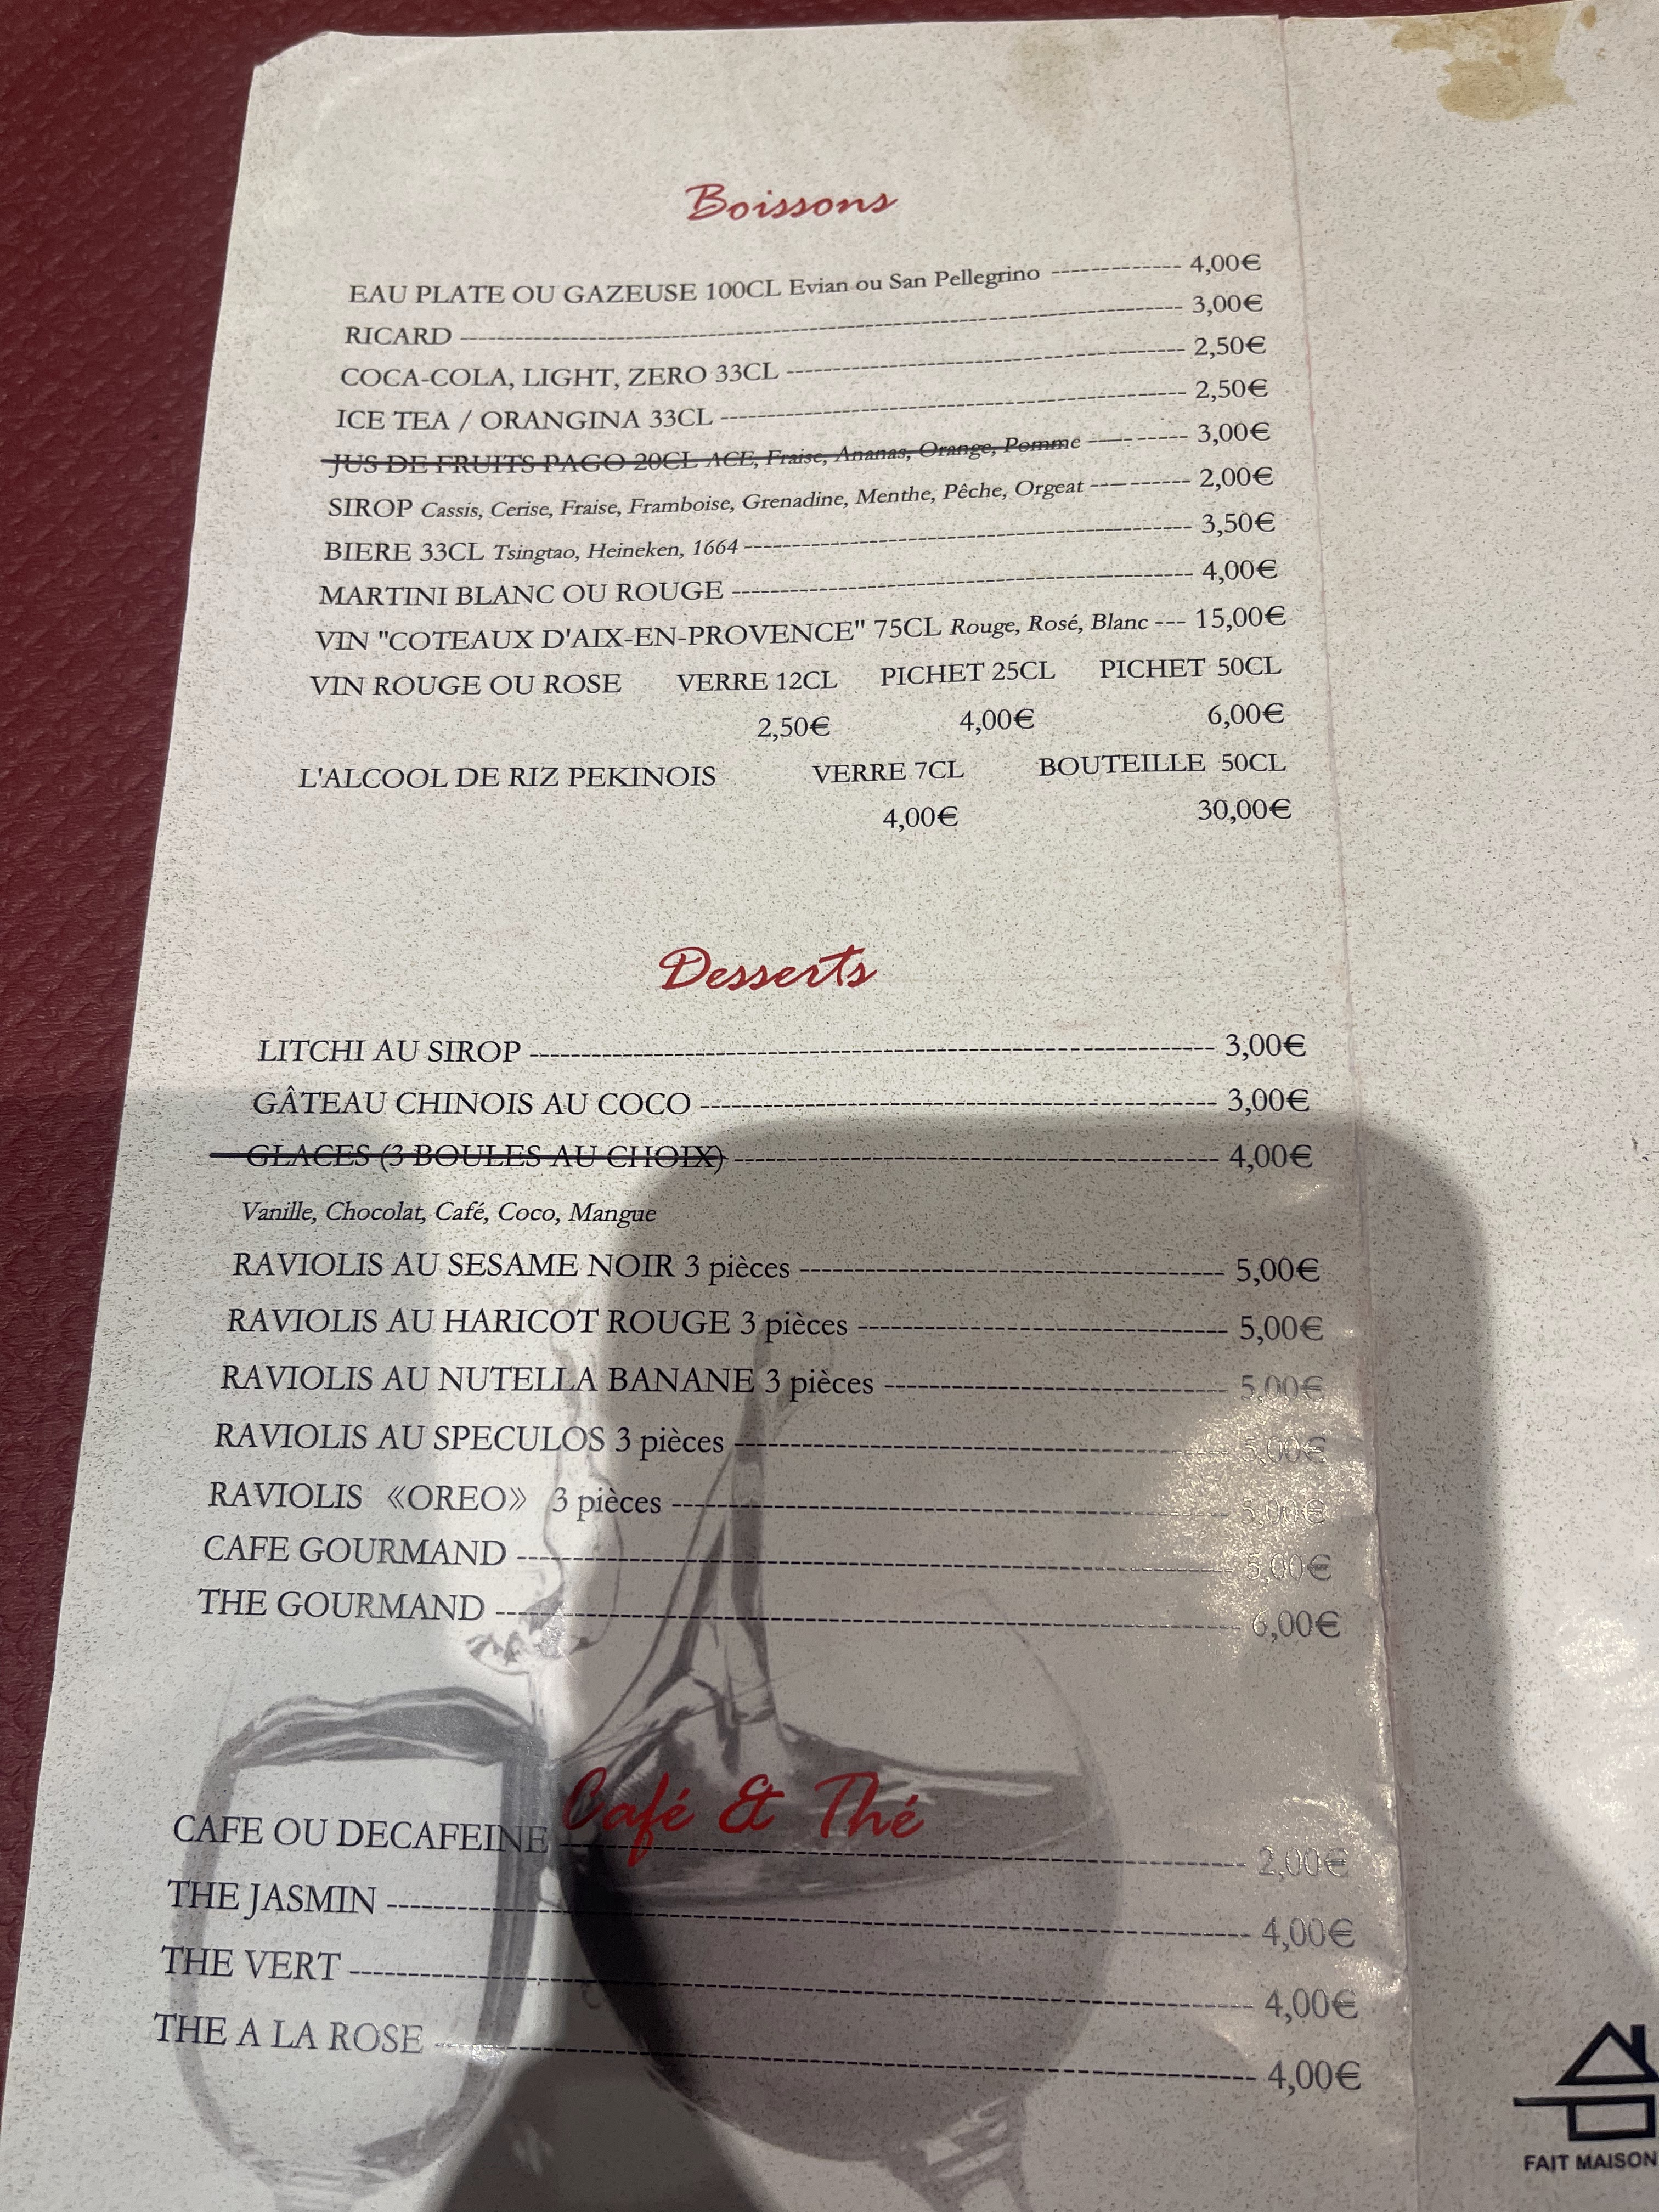 Boissons
EAU PLATE OU GAZEUSE 100CL Evian ou San Pellegrino ------------- 4,00€
RICARD ------------- 3,00€
COCA-COLA, LIGHT, ZERO 33CL ------------- 2,50€
ICE TEA / ORANGINA 33CL ------------- 2,50€
JUS DE FRUITS PAGO 20CL ACE, Fraise, Ananas, Orange, Pomme ---------- 3,00€
SIROP Cassis, Cerise, Fraise, Framboise, Grenadine, Menthe, Pêche, Orgeat ---------- 2,00€
BIERE 33CL Tsingtao, Heineken, 1664 ------------- 3,50€
MARTINI BLANC OU ROUGE ------------- 4,00€
VIN "COTEAUX D'AIX-EN-PROVENCE" 75CL Rouge, Rosé, Blanc --- 15,00€
VIN ROUGE OU ROSE VERRE 12CL PICHET 25CL PICHET 50CL
2,50€ 4,00€ 6,00€
L'ALCOOL DE RIZ PEKINOIS VERRE 7CL BOUTEILLE 50CL
4,00€ 30,00€
Desserts
LITCHI AU SIROP ------------- 3,00€
GÂTEAU CHINOIS AU COCO ------------- 3,00€
GLACES (3 BOULES AU CHOIX) ------------- 4,00€
Vanille, Chocolat, Café, Coco, Mangue
RAVIOLIS AU SESAME NOIR 3 pièces ------------- 5,00€
RAVIOLIS AU HARICOT ROUGE 3 pièces ------------- 5,00€
RAVIOLIS AU NUTELLA BANANE 3 pièces ------------- 5,00€
RAVIOLIS AU SPECULOS 3 pièces ------------- 5,00€
RAVIOLIS 《OREO》 3 pièces ------------- 5,00€
CAFE GOURMAND ------------- 5,00€
THE GOURMAND ------------- 6,00€
Café & Thé
CAFE OU DECAFEINE ------------- 2,00€
THE JASMIN ------------- 4,00€
THE VERT ------------- 4,00€
THE A LA ROSE ------------- 4,00€
FAIT MAISON